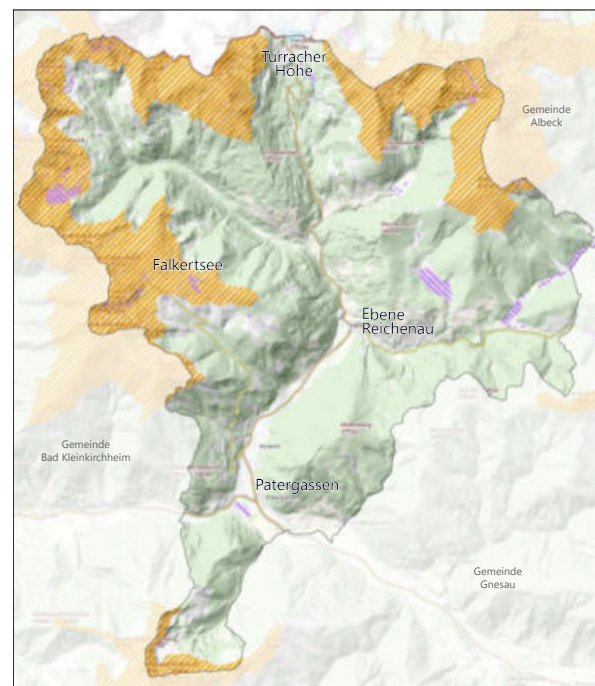 Turracher
Höhe
Gemeinde
Albeck
Falkertsee
Ebene
Reichenau
Gemeinde
Bad Kleinkirchheim
Patergassen
Gemeinde
Gnesau